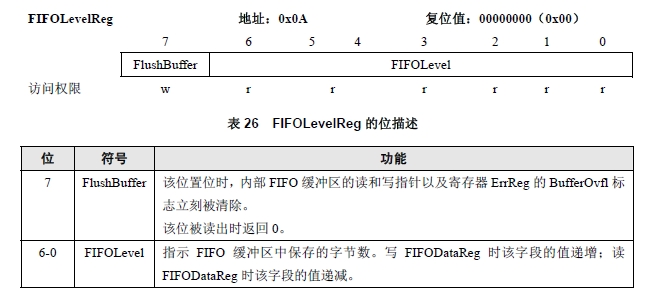 FIFOLevelReg 地址：0x0A 复位值：00000000（0x00）
7 6 5 4 3 2 1 0
FlushBuffer FIFOLevel
访问权限 w r r r r r r
表 26 FIFOLevelReg 的位描述
位 符号 功能
7 FlushBuffer 该位置位时，内部 FIFO 缓冲区的读和写指针以及寄存器 ErrReg 的 BufferOvfl 标
志立刻被清除。
该位被读出时返回 0。
6-0 FIFOLevel 指示 FIFO 缓冲区中保存的字节数。写 FIFODataReg 时该字段的值递增；读
FIFODataReg 时该字段的值递减。